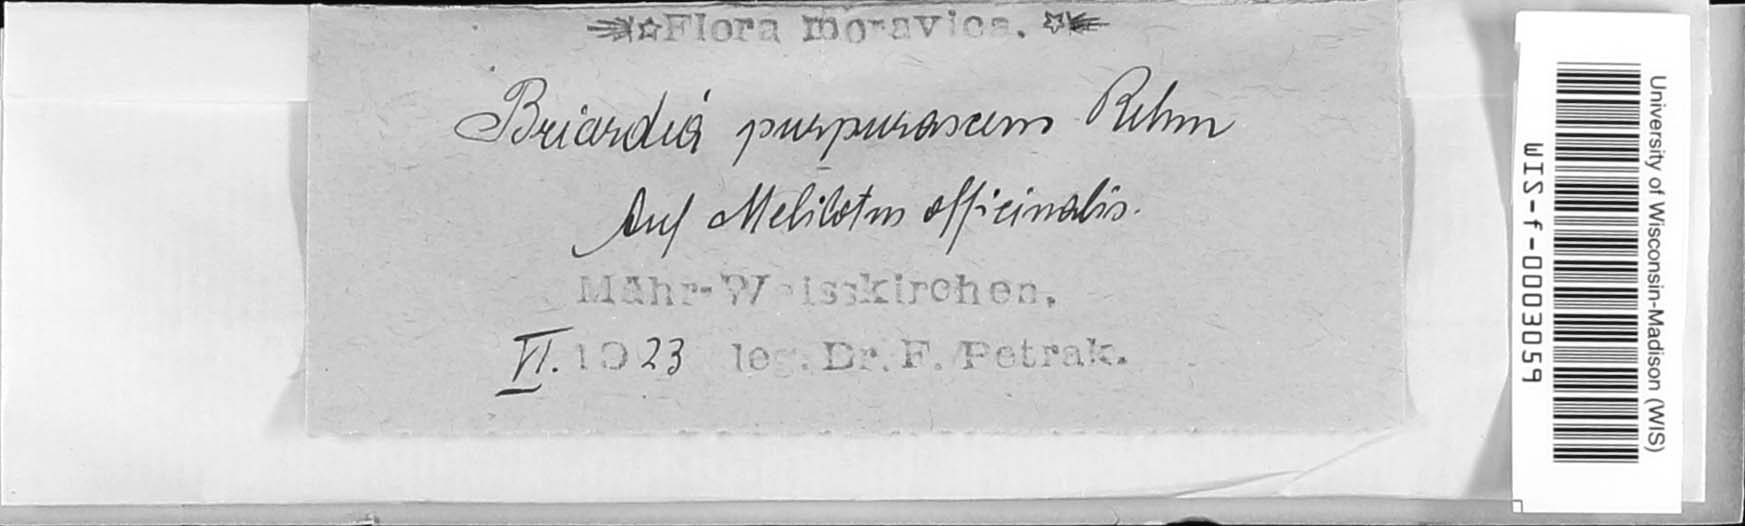 Flora moravica.
Briardia purpurascens Rehm
Auf Melilotus officinalis.
Mähr-Weisskirchen,
VI. 1923 leg. Dr. F. Petrak.
University of Wisconsin-Madison (WIS)
WIS-f-0003059